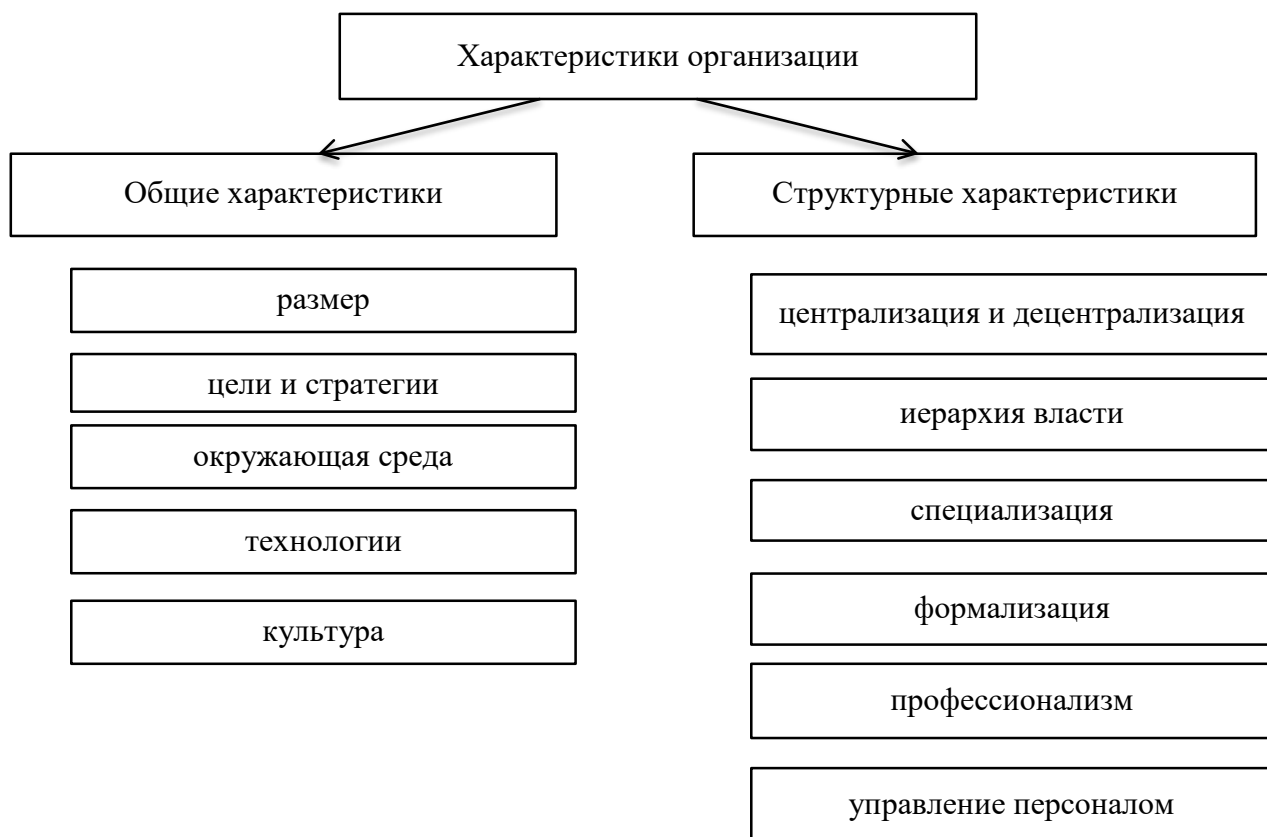 Характеристики организации
Общие характеристики
Структурные характеристики
размер
цели и стратегии
окружающая среда
технологии
культура
централизация и децентрализация
иерархия власти
специализация
формализация
профессионализм
управление персоналом